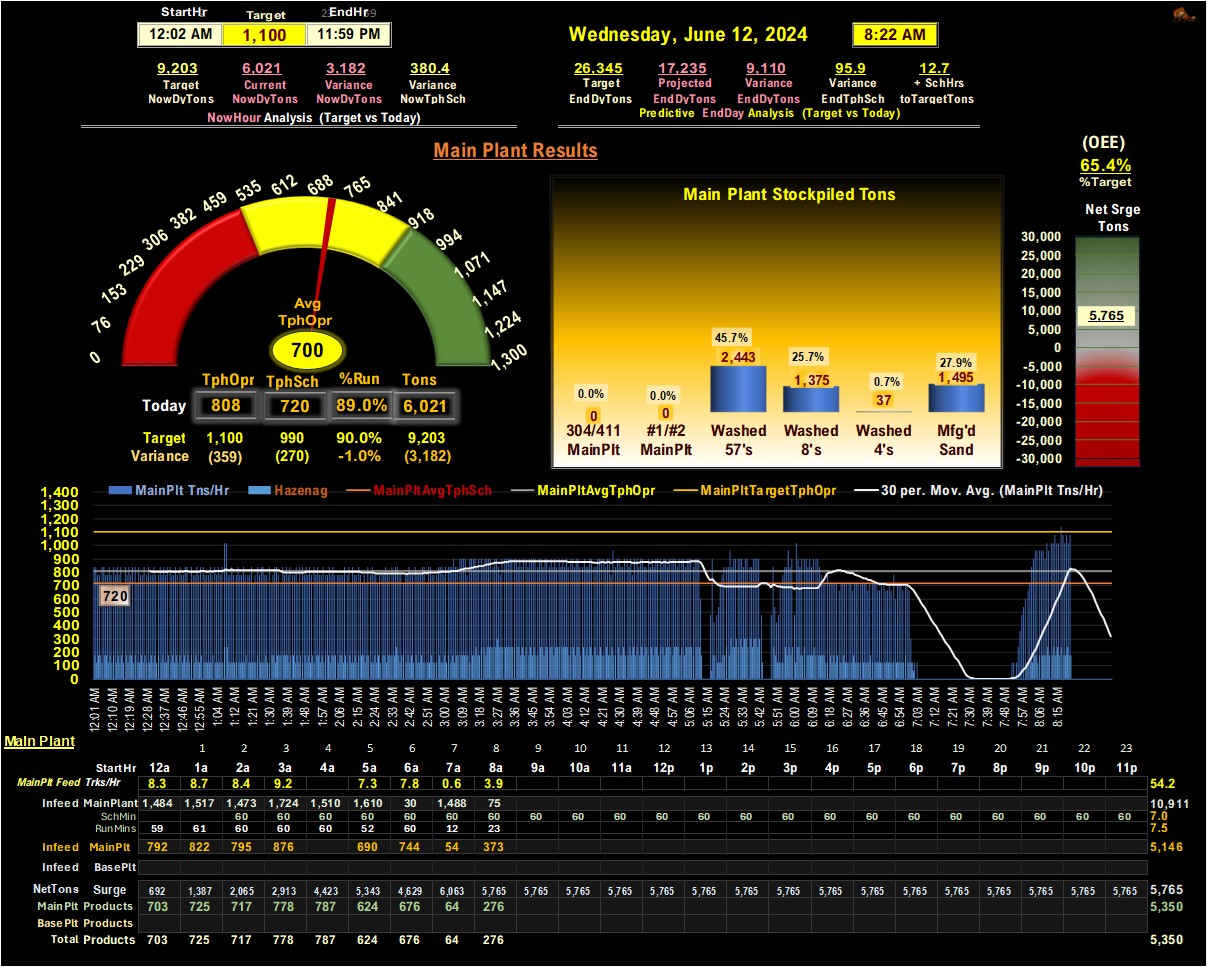 StartHr Target EndHr
12:02 AM 1,100 11:59 PM
Wednesday, June 12, 2024 8:22 AM
9,203 6,021 3,182 380.4
Target Current Variance Variance
NowDyTons NowDyTons NowDyTons NowTphSch
NowHour Analysis (Target vs Today)
26,345 17,235 9,110 95.9 12.7
Target Projected Variance Variance + SchHrs
EndDyTons EndDyTons EndDyTons EndTphSch toTargetTons
Predictive EndDay Analysis (Target vs Today)
Main Plant Results
(OEE)
65.4%
%Target
0 76 153 229 306 382 459 535 612 688 765 841 918 994 1,071 1,147 1,224 1,300
Avg
TphOpr
700
TphOpr TphSch %Run Tons
Today 808 720 89.0% 6,021
Target 1,100 990 90.0% 9,203
Variance (359) (270) -1.0% (3,182)
Main Plant Stockpiled Tons
0.0% 0.0% 45.7% 25.7% 0.7% 27.9%
0 0 2,443 1,375 37 1,495
304/411 #1/#2 Washed Washed Washed Mfg'd
MainPlt MainPlt 57's 8's 4's Sand
Net Srge
Tons
30,000
25,000
20,000
15,000
10,000
5,765
5,000
0
-5,000
-10,000
-15,000
-20,000
-25,000
-30,000
MainPlt Tns/Hr Hazenag MainPltAvgTphSch MainPltAvgTphOpr MainPltTargetTphOpr 30 per. Mov. Avg. (MainPlt Tns/Hr)
1,400
1,300
1,200
1,100
1,000
900
800
700
600
500
400
300
200
100
0
720
12:01 AM 12:10 AM 12:19 AM 12:28 AM 12:37 AM 12:46 AM 12:55 AM 1:04 AM 1:12 AM 1:21 AM 1:30 AM 1:39 AM 1:48 AM 1:57 AM 2:06 AM 2:15 AM 2:24 AM 2:33 AM 2:42 AM 2:51 AM 3:00 AM 3:09 AM 3:18 AM 3:27 AM 3:36 AM 3:45 AM 3:54 AM 4:03 AM 4:12 AM 4:21 AM 4:30 AM 4:39 AM 4:48 AM 4:57 AM 5:06 AM 5:15 AM 5:24 AM 5:33 AM 5:42 AM 5:51 AM 6:00 AM 6:09 AM 6:18 AM 6:27 AM 6:36 AM 6:45 AM 6:54 AM 7:03 AM 7:12 AM 7:21 AM 7:30 AM 7:39 AM 7:48 AM 7:57 AM 8:06 AM 8:15 AM
Main Plant
1 2 3 4 5 6 7 8 9 10 11 12 13 14 15 16 17 18 19 20 21 22 23
StartHr 12a 1a 2a 3a 4a 5a 6a 7a 8a 9a 10a 11a 12p 1p 2p 3p 4p 5p 6p 7p 8p 9p 10p 11p
MainPlt Feed Trks/Hr 8.3 8.7 8.4 9.2 7.3 7.8 0.6 3.9 54.2
Infeed MainPlant 1,484 1,517 1,473 1,724 1,510 1,610 30 1,488 75 10,911
SchMin 60 60 60 60 60 60 60 60 60 60 60 60 60 60 60 60 60 60 60 60 60 60 7.0
RunMins 59 61 60 60 60 52 60 12 23 7.5
Infeed MainPlt 792 822 795 876 690 744 54 373 5,146
Infeed BasePlt
NetTons Surge 692 1,387 2,065 2,913 4,423 5,343 4,629 6,063 5,765 5,765 5,765 5,765 5,765 5,765 5,765 5,765 5,765 5,765 5,765 5,765 5,765 5,765 5,765 5,765 5,765
MainPlt Products 703 725 717 778 787 624 676 64 276 5,350
BasePlt Products
Total Products 703 725 717 778 787 624 676 64 276 5,350